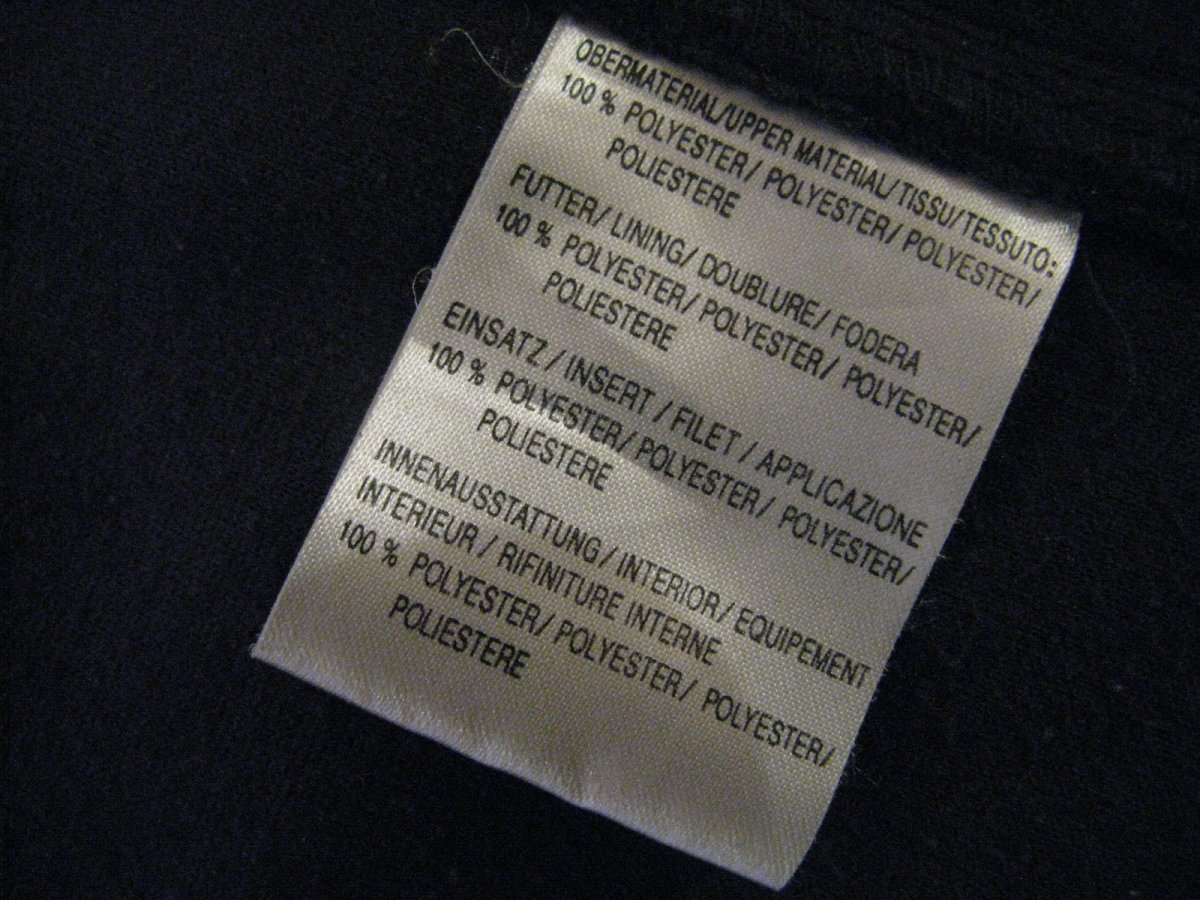 OBERMATERIAL/UPPER MATERIAL/TISSU/TESSUTO:
100 % POLYESTER/ POLYESTER/ POLYESTER/
POLIESTERE
FUTTER/ LINING/ DOUBLURE/ FODERA
100 % POLYESTER/ POLYESTER/ POLYESTER/
POLIESTERE
EINSATZ / INSERT / FILET / APPLICAZIONE
100 % POLYESTER/ POLYESTER/ POLYESTER/
POLIESTERE
INNENAUSSTATTUNG/ INTERIOR/ EQUIPEMENT
INTERIEUR / RIFINITURE INTERNE
100 % POLYESTER/ POLYESTER/ POLYESTER/
POLIESTERE